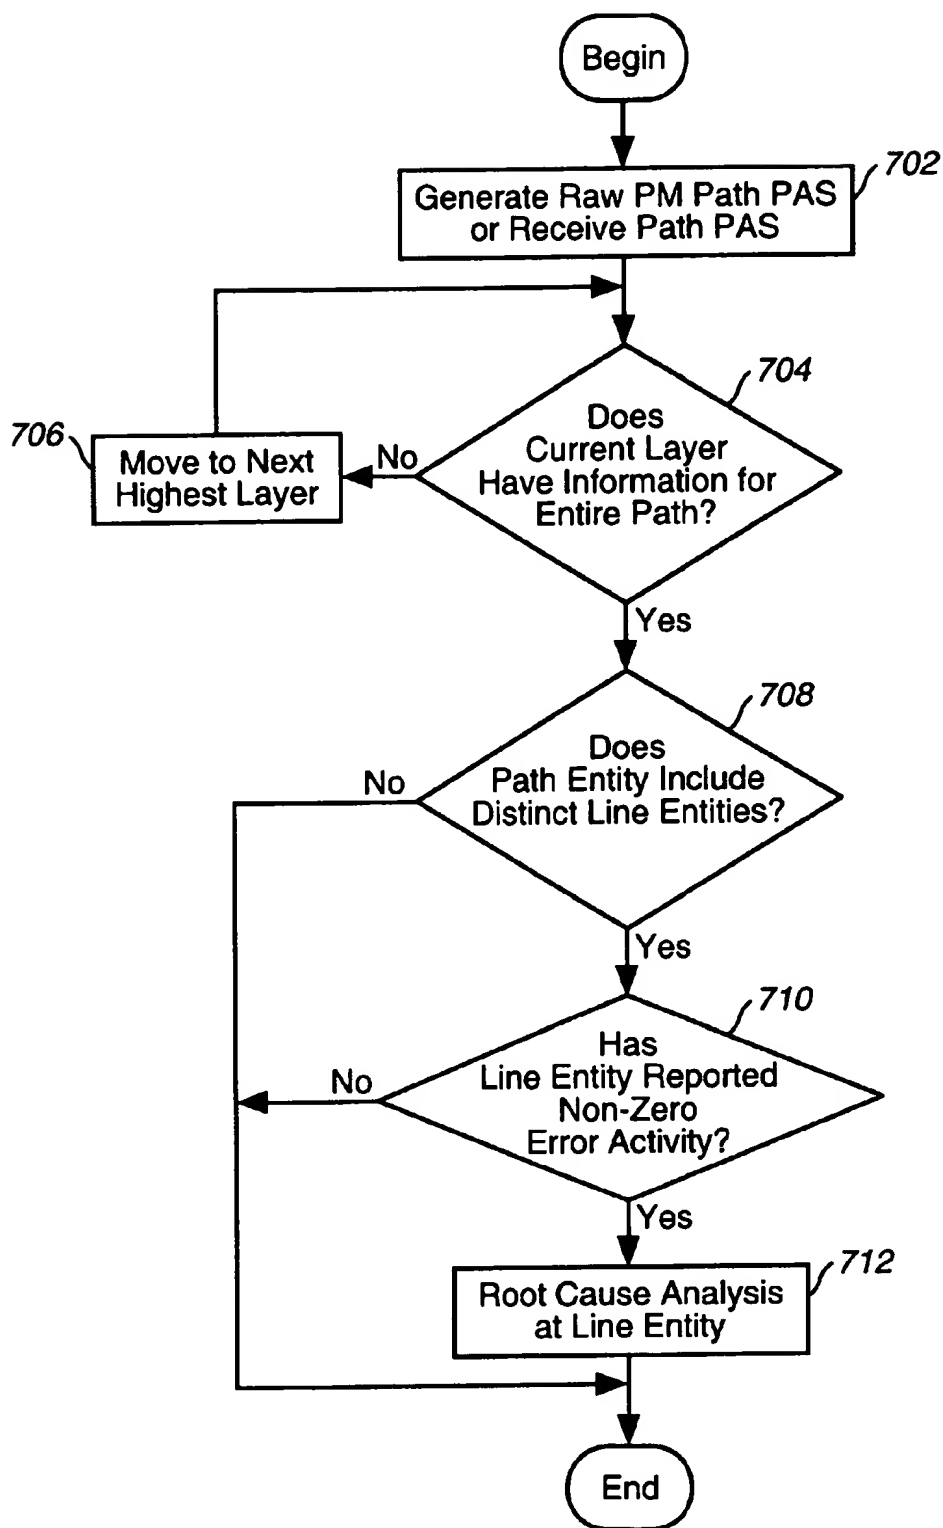 Begin
702
Generate Raw PM Path PAS
or Receive Path PAS
704
Does
Current Layer
Have Information for
Entire Path?
706
No
Move to Next
Highest Layer
Yes
708
Does
Path Entity Include
Distinct Line Entities?
No
Yes
710
Has
Line Entity Reported
Non-Zero
Error Activity?
No
Yes
712
Root Cause Analysis
at Line Entity
End